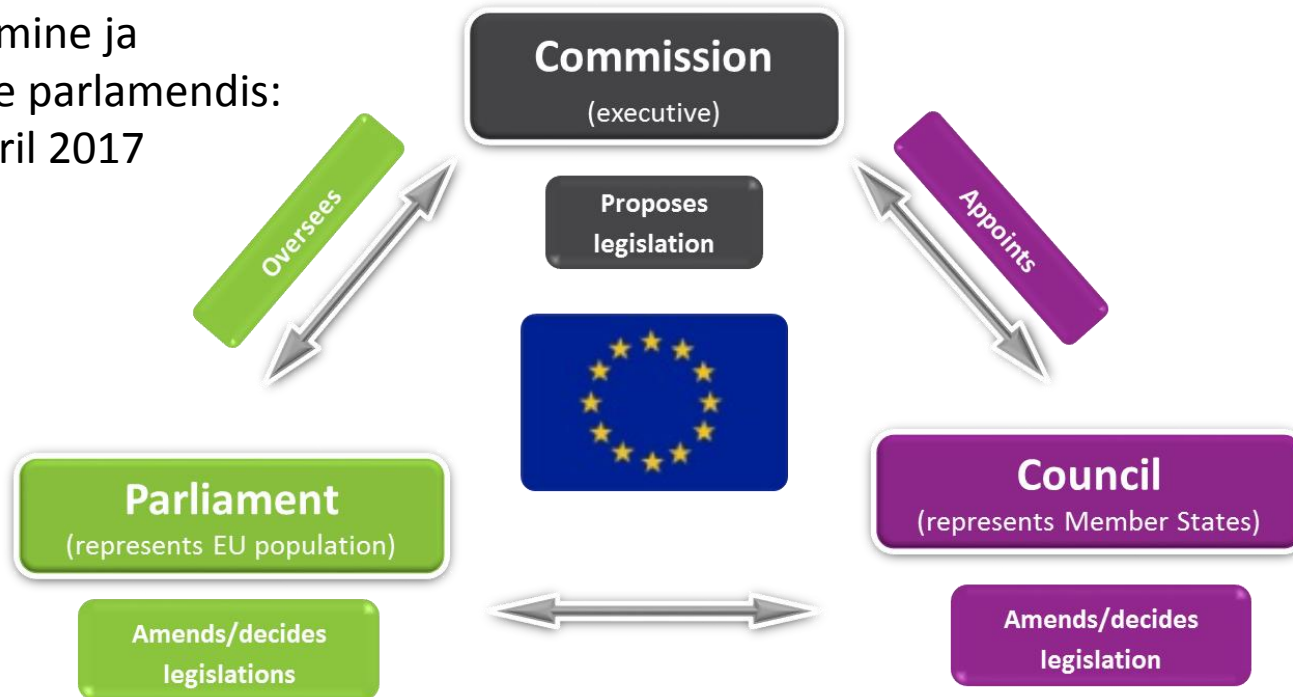 mine ja
e parlamendis:
ril 2017
Commission
(executive)
Oversees
Proposes
legislation
Appoints
Parliament
(represents EU population)
Council
(represents Member States)
Amends/decides
legislations
Amends/decides
legislation